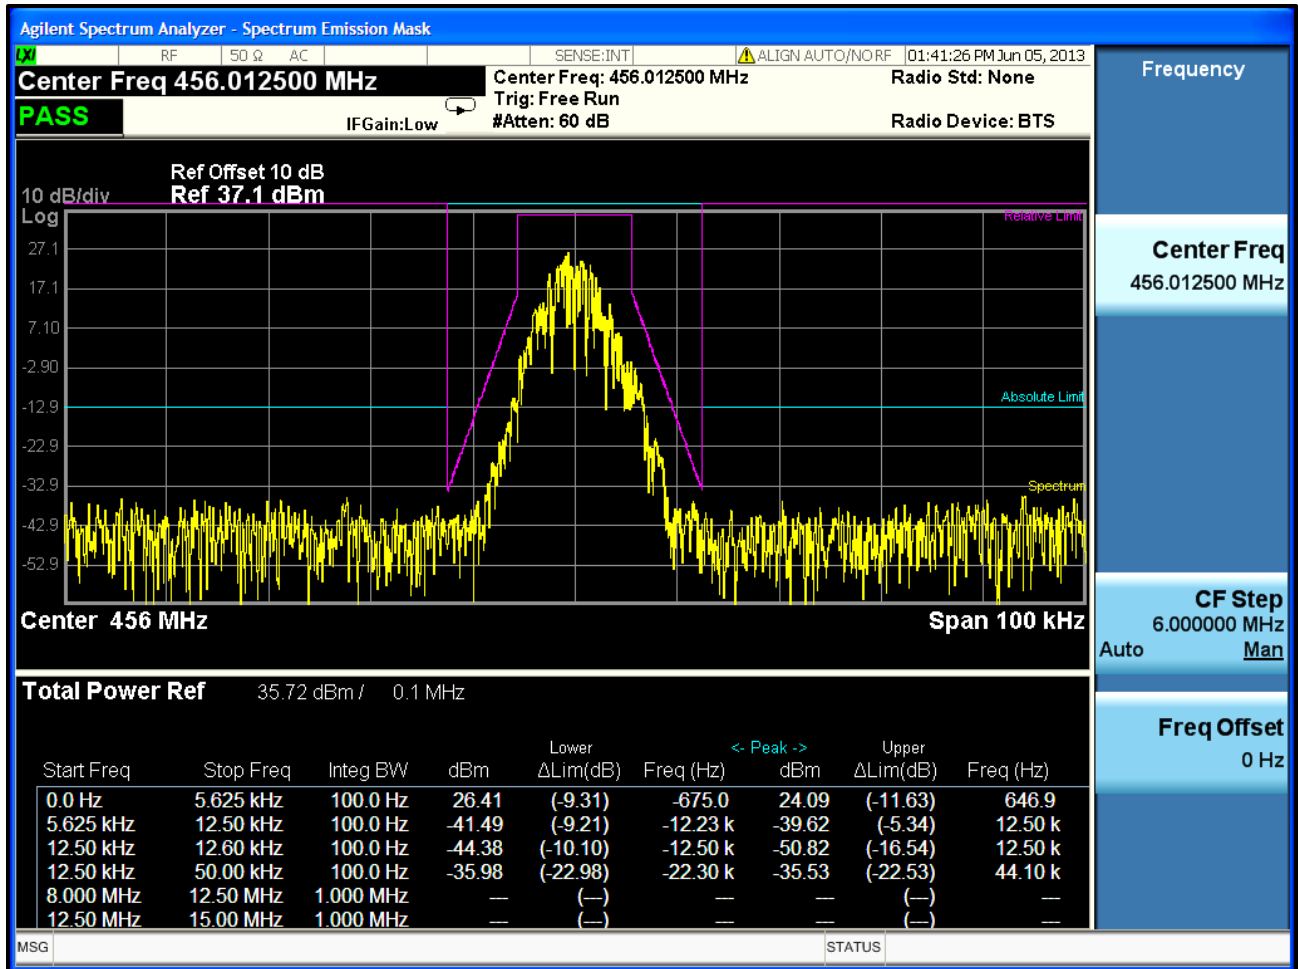 Agilent Spectrum Analyzer - Spectrum Emission Mask
LXI RF 50 Ω AC SENSE:INT ALIGN AUTO/NO RF 01:41:26 PM Jun 05, 2013
Center Freq 456.012500 MHz
Center Freq: 456.012500 MHz
Radio Std: None
Trig: Free Run
PASS
IFGain:Low
#Atten: 60 dB
Radio Device: BTS
Ref Offset 10 dB
10 dB/div Ref 37.1 dBm
Log
Relative Limit
27.1
17.1
7.10
-2.90
Absolute Limit
-12.9
-22.9
-32.9
Spectrum
-42.9
-52.9
Center 456 MHz
Span 100 kHz
Total Power Ref 35.72 dBm / 0.1 MHz
Lower <- Peak -> Upper
Start Freq Stop Freq Integ BW dBm ΔLim(dB) Freq (Hz) dBm ΔLim(dB) Freq (Hz)
0.0 Hz 5.625 kHz 100.0 Hz 26.41 (-9.31) -675.0 24.09 (-11.63) 646.9
5.625 kHz 12.50 kHz 100.0 Hz -41.49 (-9.21) -12.23 k -39.62 (-5.34) 12.50 k
12.50 kHz 12.60 kHz 100.0 Hz -44.38 (-10.10) -12.50 k -50.82 (-16.54) 12.50 k
12.50 kHz 50.00 kHz 100.0 Hz -35.98 (-22.98) -22.30 k -35.53 (-22.53) 44.10 k
8.000 MHz 12.50 MHz 1.000 MHz --- (---) --- --- (---) ---
12.50 MHz 15.00 MHz 1.000 MHz --- (---) --- --- (---) ---
MSG
STATUS
Frequency
Center Freq
456.012500 MHz
CF Step
6.000000 MHz
Auto Man
Freq Offset
0 Hz